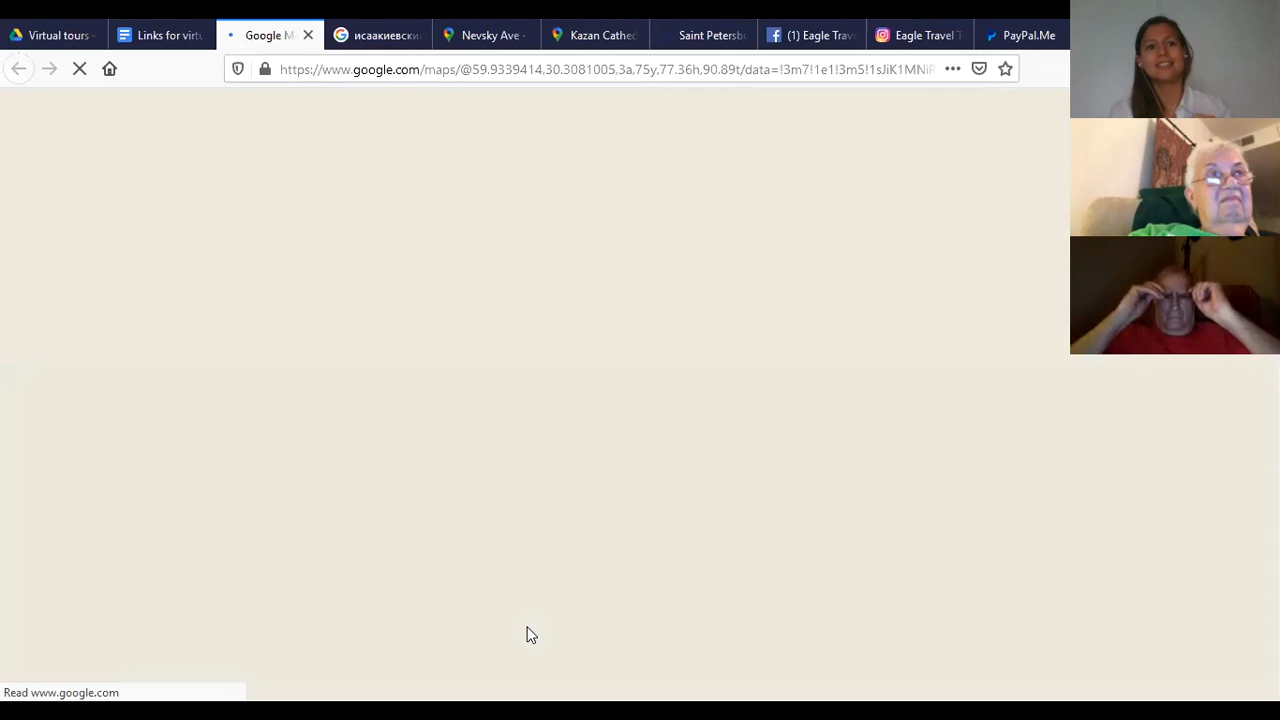 Virtual tours -
Links for virtu
Google M
исаакиевски
Nevsky Ave -
Kazan Cathed
Saint Petersb
(1) Eagle Trav
Eagle Travel T
PayPal.Me
https://www.google.com/maps/@59.9339414,30.3081005,3a,75y,77.36h,90.89t/data=!3m7!1e1!3m5!1sJiK1MNiR
Read www.google.com